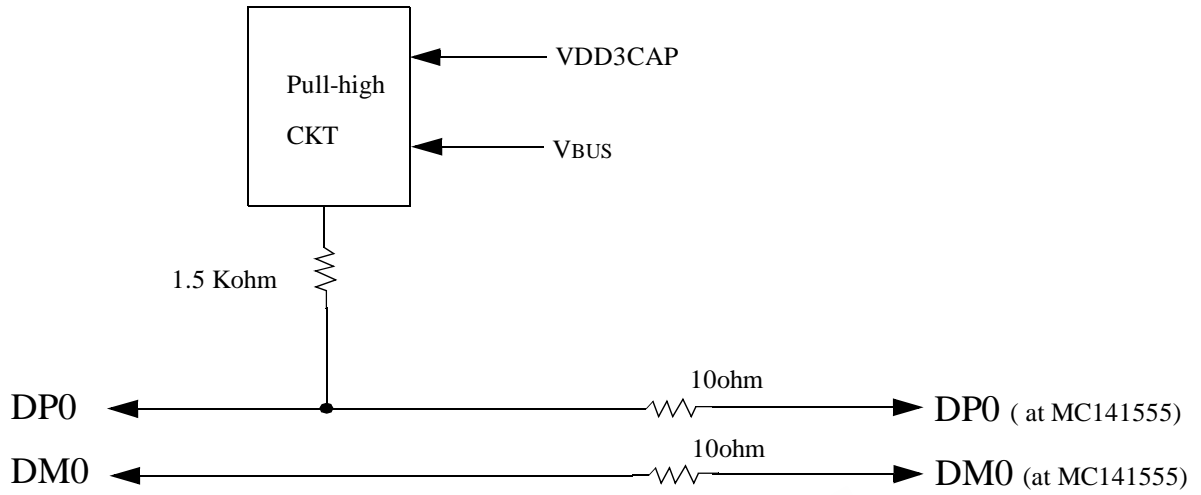 VDD3CAP
Pull-high
CKT
VBUS
1.5 Kohm
10ohm
DP0
DP0 ( at MC141555)
10ohm
DM0
DM0 (at MC141555)